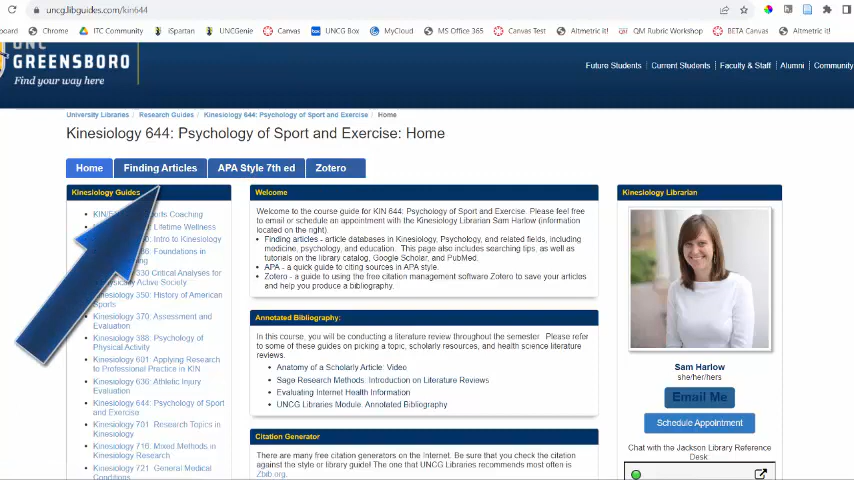 uncg.libguides.com/kin644
Chrome ITC Community iSpartan UNCGenie Canvas UNCG Box MyCloud MS Office 365 Canvas Test Altmetric it! QM Rubric Workshop BETA Canvas Altmetric it!
GREENSBORO
Find your way here
Future Students Current Students Faculty & Staff Alumni Community
University Libraries Research Guides Kinesiology 644: Psychology of Sport and Exercise Home
Kinesiology 644: Psychology of Sport and Exercise: Home
Home Finding Articles APA Style 7th ed Zotero
Kinesiology Guides
Sports Coaching
Lifetime Wellness
Intro to Kinesiology
Foundations in
330 Critical Analyses for
Physically Active Society
Kinesiology 350: History of American
Sports
Kinesiology 370: Assessment and
Evaluation
Kinesiology 388: Psychology of
Physical Activity
Kinesiology 601: Applying Research
to Professional Practice in KIN
Kinesiology 636: Athletic Injury
Evaluation
Kinesiology 644: Psychology of Sport
and Exercise
Kinesiology 701: Research Topics in
Kinesiology
Kinesiology 716: Mixed Methods in
Kinesiology Research
Kinesiology 721: General Medical
Conditions
Welcome
Welcome to the course guide for KIN 644: Psychology of Sport and Exercise. Please feel free
to email or schedule an appointment with the Kinesiology Librarian Sam Harlow (information
located on the right).
Finding articles - article databases in Kinesiology, Psychology, and related fields, including
medicine, psychology, and education. This page also includes searching tips, as well as
tutorials on the library catalog, Google Scholar, and PubMed.
APA - a quick guide to citing sources in APA style.
Zotero - a guide to using the free citation management software Zotero to save your articles
and help you produce a bibliography.
Annotated Bibliography:
In this course, you will be conducting a literature review throughout the semester. Please refer
to some of these guides on picking a topic, scholarly resources, and health science literature
reviews.
Anatomy of a Scholarly Article: Video
Sage Research Methods: Introduction on Literature Reviews
Evaluating Internet Health Information
UNCG Libraries Module: Annotated Bibliography
Citation Generator
There are many free citation generators on the Internet. Be sure that you check the citation
against the style or library guide! The one that UNCG Libraries recommends most often is
Zbib.org.
Kinesiology Librarian
Sam Harlow
she/her/hers
Email Me
Schedule Appointment
Chat with the Jackson Library Reference
Desk